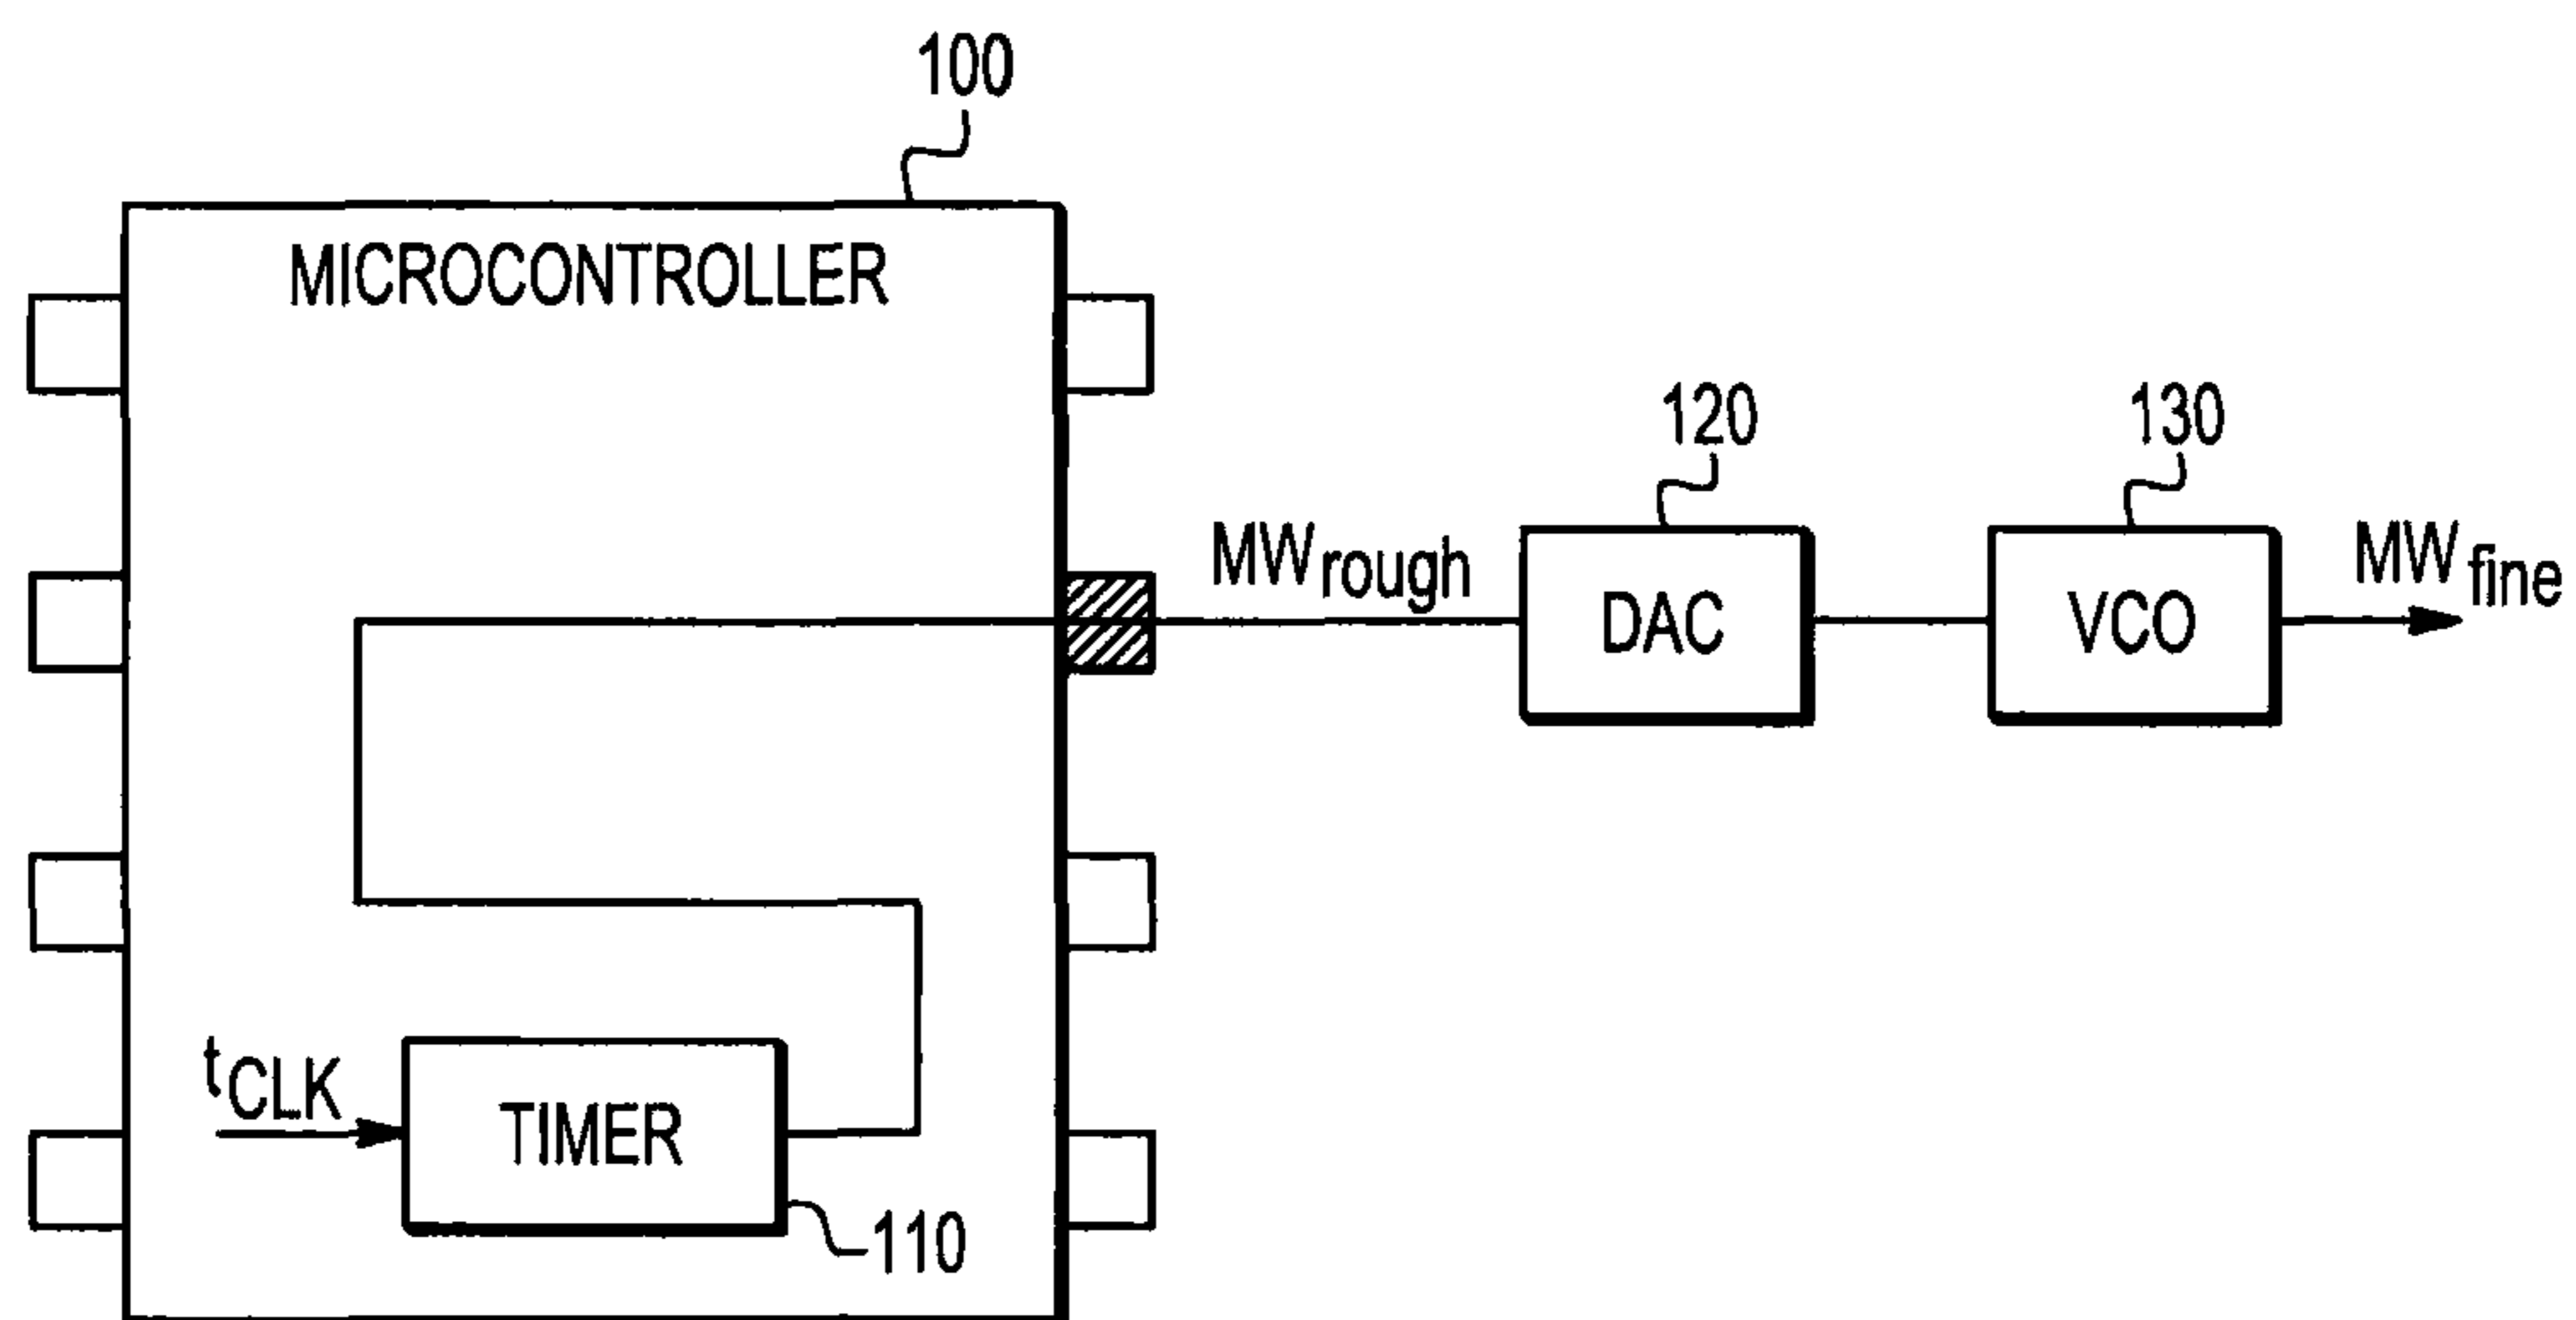 100
MICROCONTROLLER
120
130
MWrough
DAC
VCO
MWfine
tCLK
TIMER
110